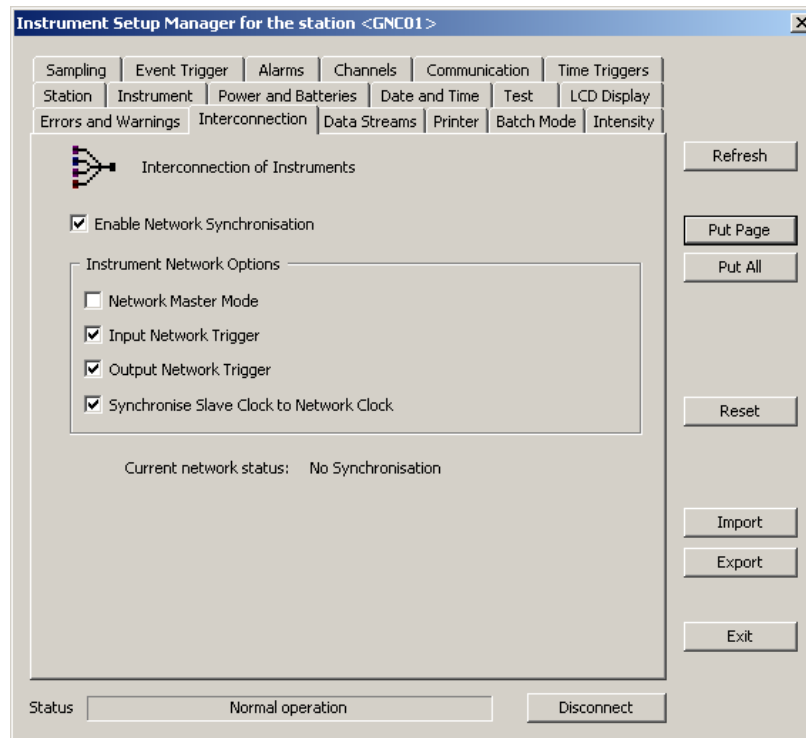 Instrument Setup Manager for the station <GNC01>
Sampling Event Trigger Alarms Channels Communication Time Triggers
Station Instrument Power and Batteries Date and Time Test LCD Display
Errors and Warnings Interconnection Data Streams Printer Batch Mode Intensity
Interconnection of Instruments
Refresh
Enable Network Synchronisation
Put Page
Instrument Network Options
Put All
Network Master Mode
Input Network Trigger
Output Network Trigger
Synchronise Slave Clock to Network Clock
Reset
Current network status: No Synchronisation
Import
Export
Exit
Status Normal operation Disconnect